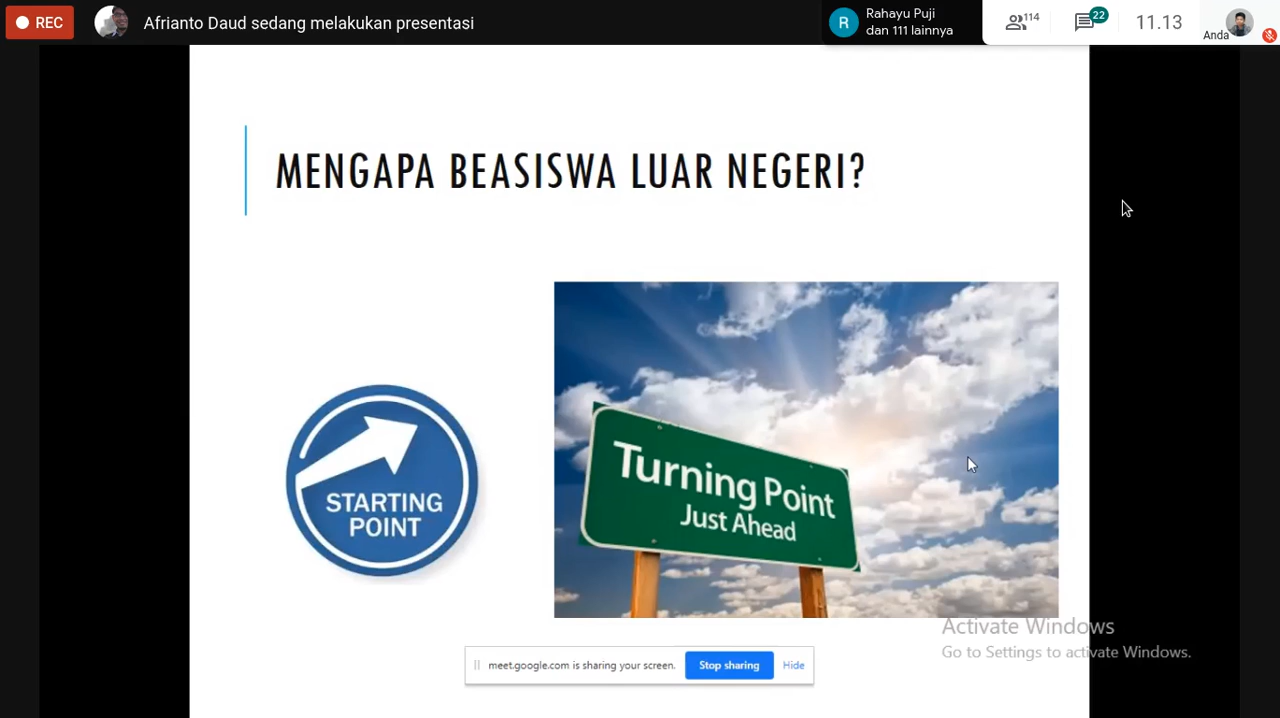 REC
Afrianto Daud sedang melakukan presentasi
R
Rahayu Puji
dan 111 lainnya
114
22
11.13
Anda
MENGAPA BEASISWA LUAR NEGERI?
STARTING
POINT
Turning Point
Just Ahead
Activate Windows
Go to Settings to activate Windows.
meet.google.com is sharing your screen.
Stop sharing
Hide